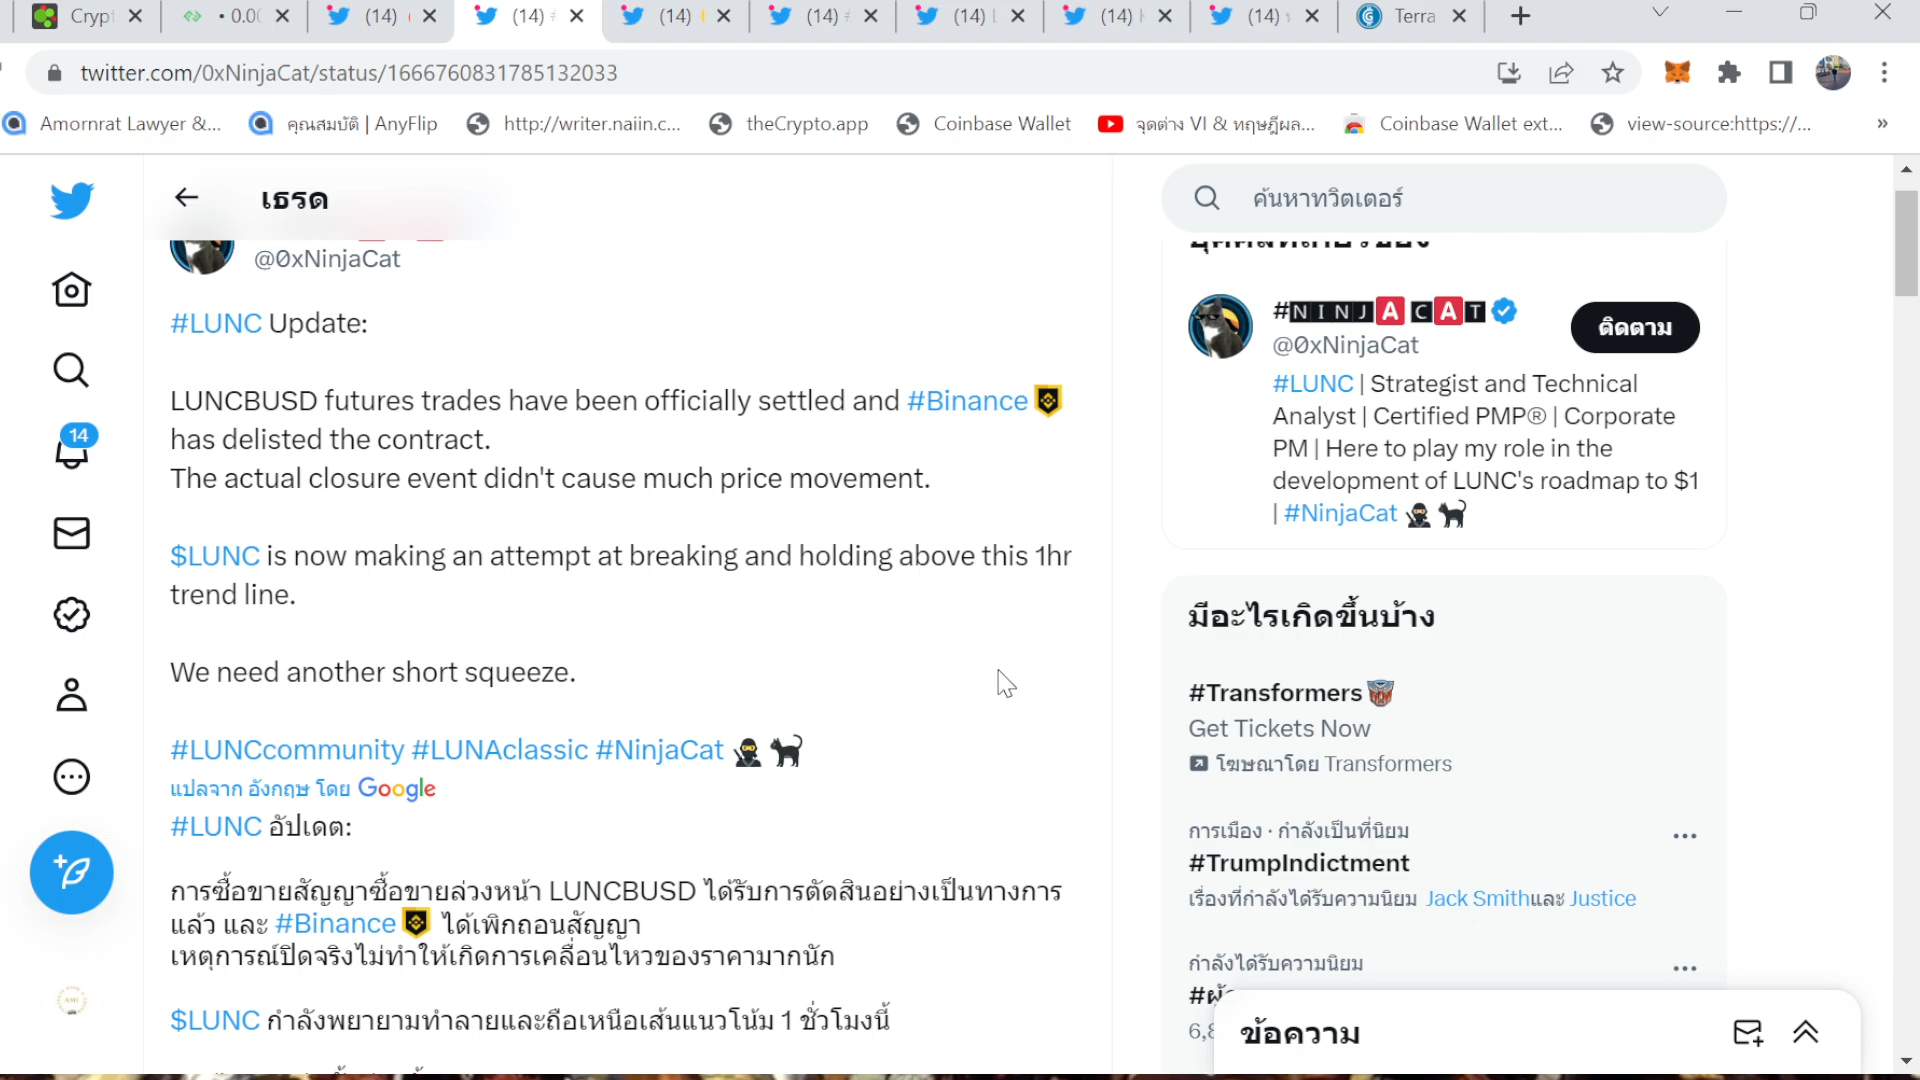 Cryp
0.0(
(14)
(14)
(14)
(14)
(14)
(14)
(14)
Terra
twitter.com/0xNinjaCat/status/1666760831785132033
Amornrat Lawyer &...
คุณสมบัติ | AnyFlip
http://writer.naiin.c...
theCrypto.app
Coinbase Wallet
จุดต่าง VI & ทฤษฎีผล...
Coinbase Wallet ext...
view-source:https://...
เธรด
@0xNinjaCat
#LUNC Update:
LUNCBUSD futures trades have been officially settled and #Binance
has delisted the contract.
The actual closure event didn't cause much price movement.
$LUNC is now making an attempt at breaking and holding above this 1hr
trend line.
We need another short squeeze.
#LUNCcommunity #LUNAclassic #NinjaCat
แปลจาก อังกฤษ โดย Google
#LUNC อัปเดต:
การซื้อขายสัญญาซื้อขายล่วงหน้า LUNCBUSD ได้รับการตัดสินอย่างเป็นทางการ
แล้ว และ #Binance ได้เพิกถอนสัญญา
เหตุการณ์ปิดจริงไม่ทำให้เกิดการเคลื่อนไหวของราคามากนัก
$LUNC กำลังพยายามทำลายและถือเหนือเส้นแนวโน้ม 1 ชั่วโมงนี้
14
ค้นหาทวิตเตอร์
#NINJA CAT
@0xNinjaCat
ติดตาม
#LUNC | Strategist and Technical
Analyst | Certified PMP® | Corporate
PM | Here to play my role in the
development of LUNC's roadmap to $1
| #NinjaCat
มีอะไรเกิดขึ้นบ้าง
#Transformers
Get Tickets Now
โฆษณาโดย Transformers
การเมือง · กำลังเป็นที่นิยม
#TrumpIndictment
เรื่องที่กำลังได้รับความนิยม Jack Smithและ Justice
กำลังได้รับความนิยม
ข้อความ